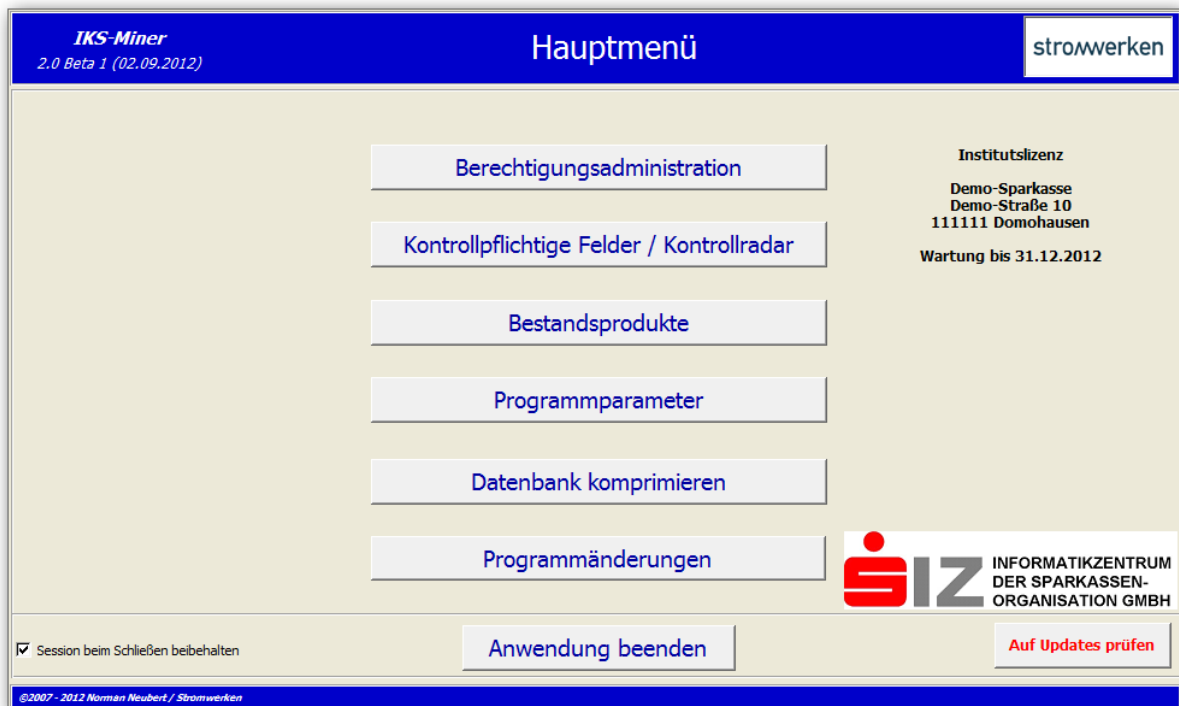 IKS-Miner
2.0 Beta 1 (02.09.2012)
Hauptmenü
stromwerken
Berechtigungsadministration
Kontrollpflichtige Felder / Kontrollradar
Bestandsprodukte
Programmparameter
Datenbank komprimieren
Programmänderungen
Institutslizenz
Demo-Sparkasse
Demo-Straße 10
111111 Domohausen
Wartung bis 31.12.2012
SIZ
INFORMATIKZENTRUM
DER SPARKASSEN-
ORGANISATION GMBH
Session beim Schließen beibehalten
Anwendung beenden
Auf Updates prüfen
©2007 - 2012 Norman Neubert / Stromwerken